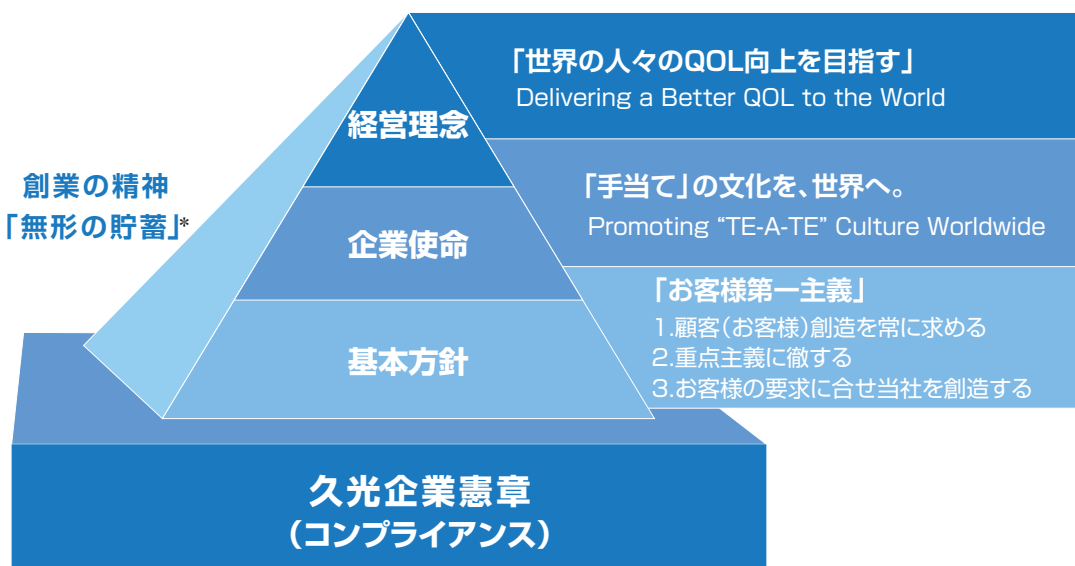 「世界の人々のQOL向上を目指す」
Delivering a Better QOL to the World
経営理念
創業の精神
「無形の貯蓄」*
「手当て」の文化を、世界へ。
Promoting “TE-A-TE” Culture Worldwide
企業使命
「お客様第一主義」
1.顧客(お客様)創造を常に求める
2.重点主義に徹する
3.お客様の要求に合せ当社を創造する
基本方針
久光企業憲章
(コンプライアンス)